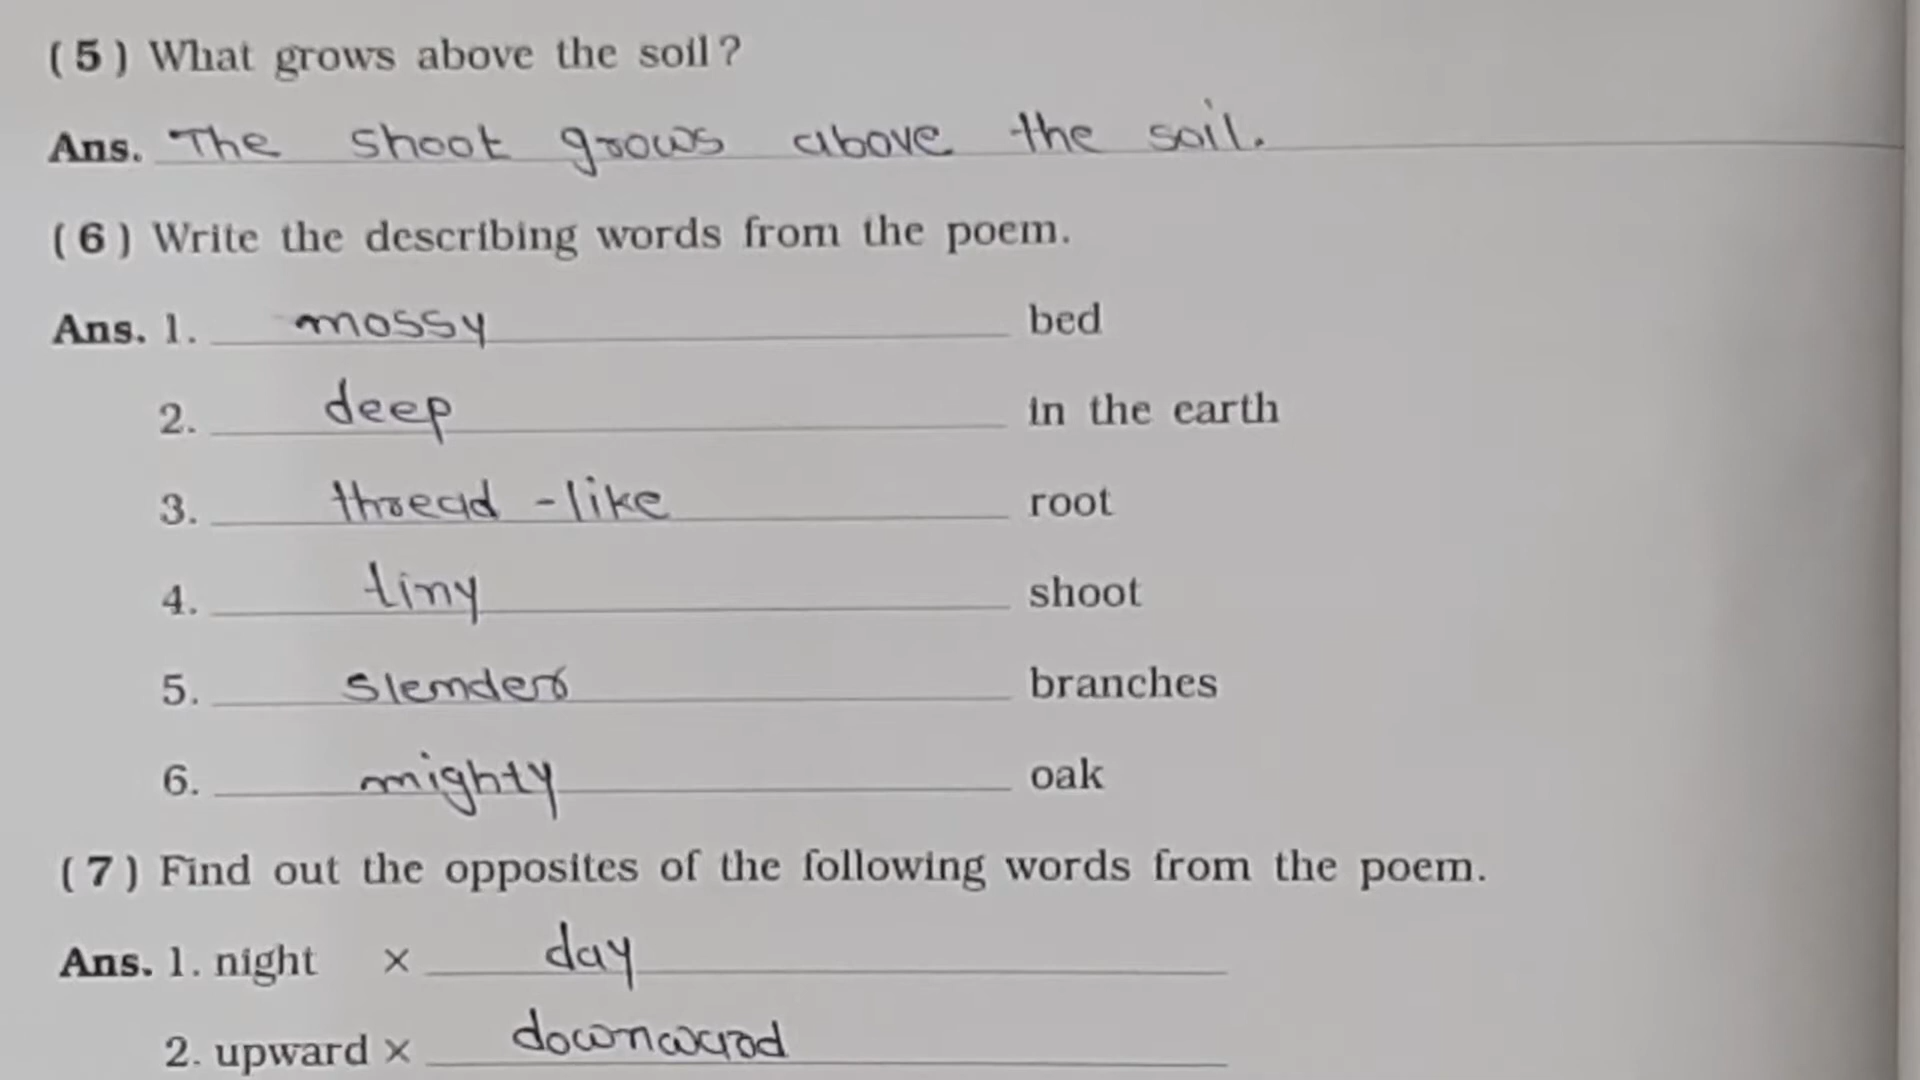 (5) What grows above the soil?
Ans. The shoot grows above the soil.
(6) Write the describing words from the poem.
Ans. 1. mossy bed
2. deep in the earth
3. thread-like root
4. tiny shoot
5. slender branches
6. mighty oak
(7) Find out the opposites of the following words from the poem.
Ans. 1. night × day
2. upward × downward